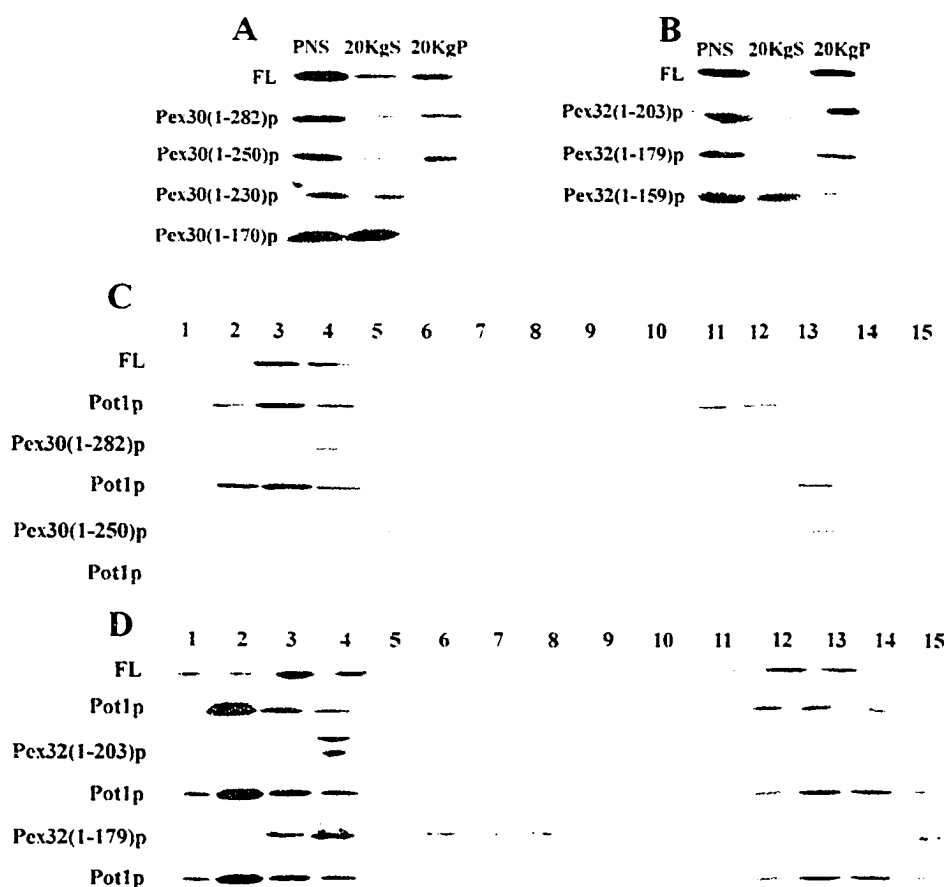 A
PNS 20KgS 20KgP
FL
Pex30(1-282)p
Pex30(1-250)p
Pex30(1-230)p
Pex30(1-170)p
B
PNS 20KgS 20KgP
FL
Pex32(1-203)p
Pex32(1-179)p
Pex32(1-159)p
C
1 2 3 4 5 6 7 8 9 10 11 12 13 14 15
FL
Pot1p
Pex30(1-282)p
Pot1p
Pex30(1-250)p
Pot1p
D
1 2 3 4 5 6 7 8 9 10 11 12 13 14 15
FL
Pot1p
Pex32(1-203)p
Pot1p
Pex32(1-179)p
Pot1p